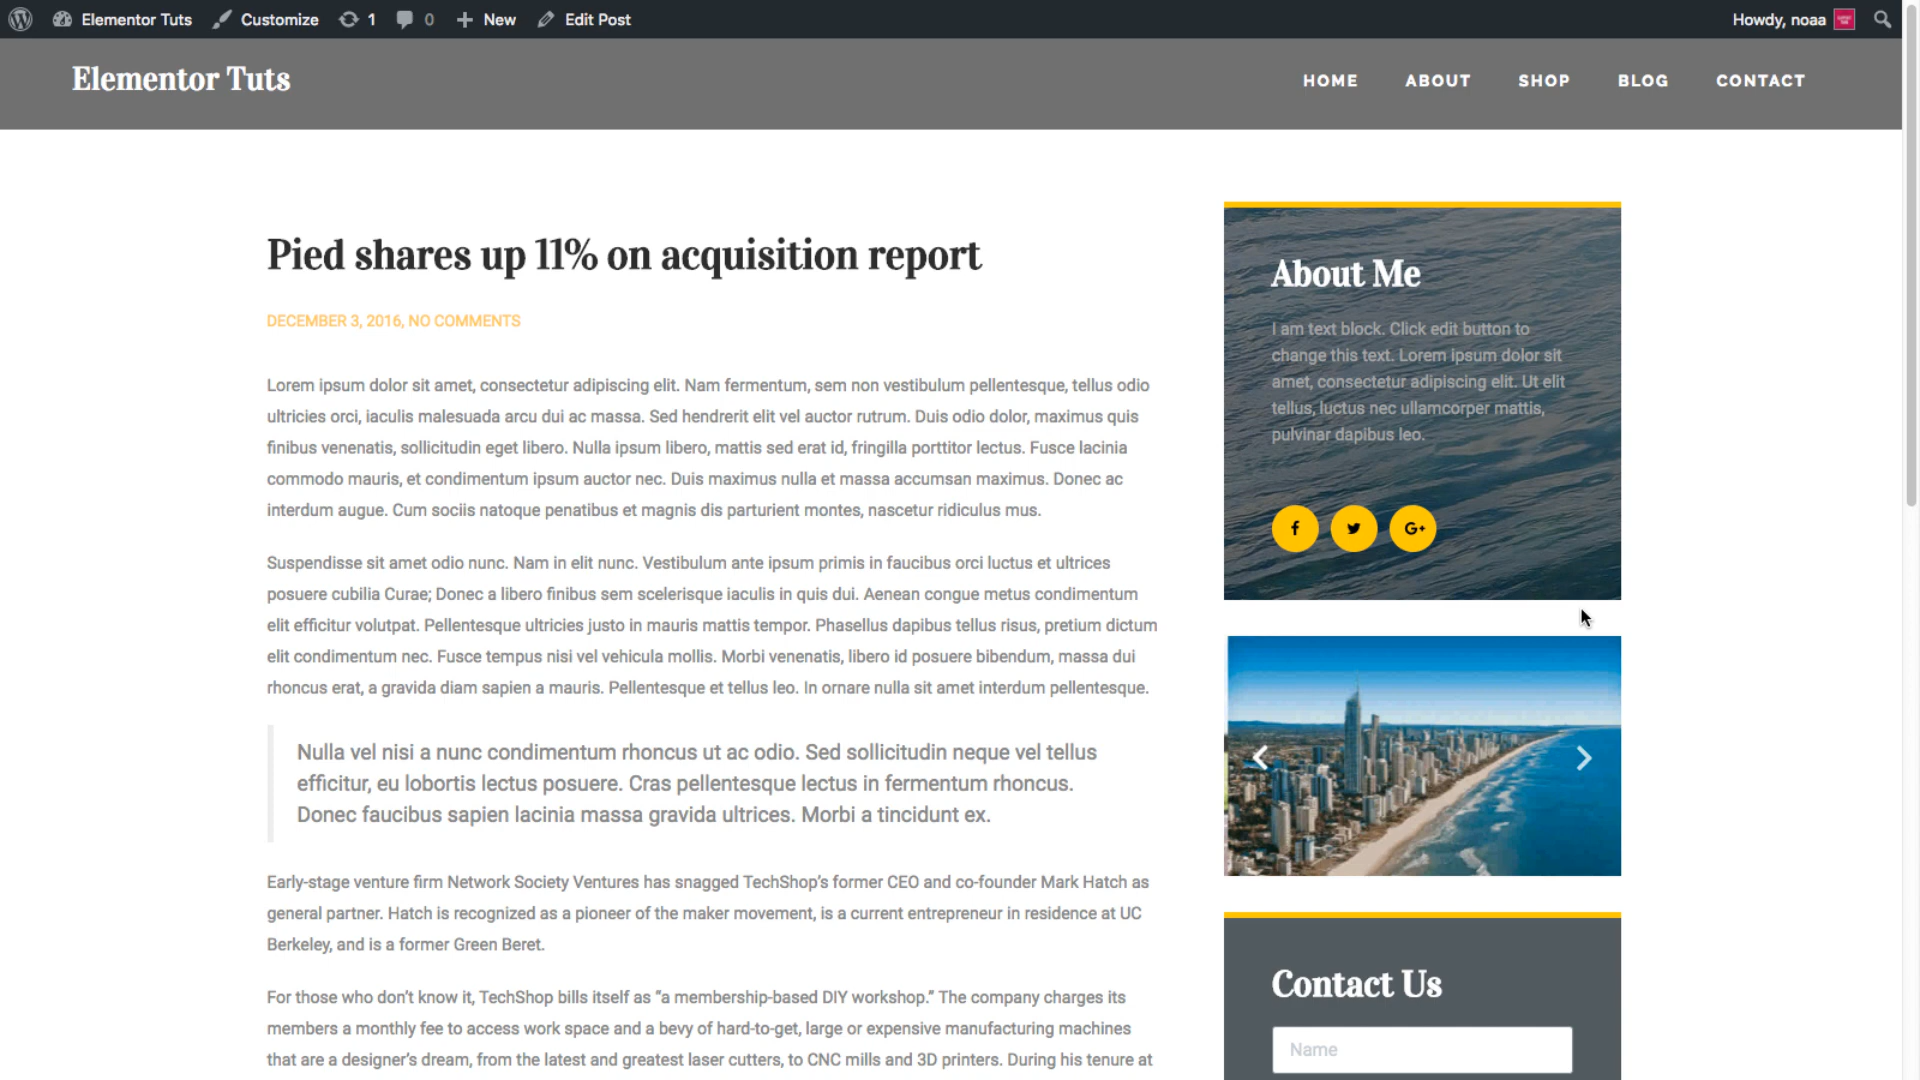 Elementor Tuts Customize 1 0 New Edit Post Howdy, noaa
Elementor Tuts HOME ABOUT SHOP BLOG CONTACT
Pied shares up 11% on acquisition report
DECEMBER 3, 2016, NO COMMENTS
Lorem ipsum dolor sit amet, consectetur adipiscing elit. Nam fermentum, sem non vestibulum pellentesque, tellus odio
ultricies orci, iaculis malesuada arcu dui ac massa. Sed hendrerit elit vel auctor rutrum. Duis odio dolor, maximus quis
finibus venenatis, sollicitudin eget libero. Nulla ipsum libero, mattis sed erat id, fringilla porttitor lectus. Fusce lacinia
commodo mauris, et condimentum ipsum auctor nec. Duis maximus nulla et massa accumsan maximus. Donec ac
interdum augue. Cum sociis natoque penatibus et magnis dis parturient montes, nascetur ridiculus mus.
Suspendisse sit amet odio nunc. Nam in elit nunc. Vestibulum ante ipsum primis in faucibus orci luctus et ultrices
posuere cubilia Curae; Donec a libero finibus sem scelerisque iaculis in quis dui. Aenean congue metus condimentum
elit efficitur volutpat. Pellentesque ultricies justo in mauris mattis tempor. Phasellus dapibus tellus risus, pretium dictum
elit condimentum nec. Fusce tempus nisi vel vehicula mollis. Morbi venenatis, libero id posuere bibendum, massa dui
rhoncus erat, a gravida diam sapien a mauris. Pellentesque et tellus leo. In ornare nulla sit amet interdum pellentesque.
Nulla vel nisi a nunc condimentum rhoncus ut ac odio. Sed sollicitudin neque vel tellus
efficitur, eu lobortis lectus posuere. Cras pellentesque lectus in fermentum rhoncus.
Donec faucibus sapien lacinia massa gravida ultrices. Morbi a tincidunt ex.
Early-stage venture firm Network Society Ventures has snagged TechShop’s former CEO and co-founder Mark Hatch as
general partner. Hatch is recognized as a pioneer of the maker movement, is a current entrepreneur in residence at UC
Berkeley, and is a former Green Beret.
For those who don’t know it, TechShop bills itself as “a membership-based DIY workshop.” The company charges its
members a monthly fee to access work space and a bevy of hard-to-get, large or expensive manufacturing machines
that are a designer’s dream, from the latest and greatest laser cutters, to CNC mills and 3D printers. During his tenure at
About Me
I am text block. Click edit button to
change this text. Lorem ipsum dolor sit
amet, consectetur adipiscing elit. Ut elit
tellus, luctus nec ullamcorper mattis,
pulvinar dapibus leo.
Contact Us
Name